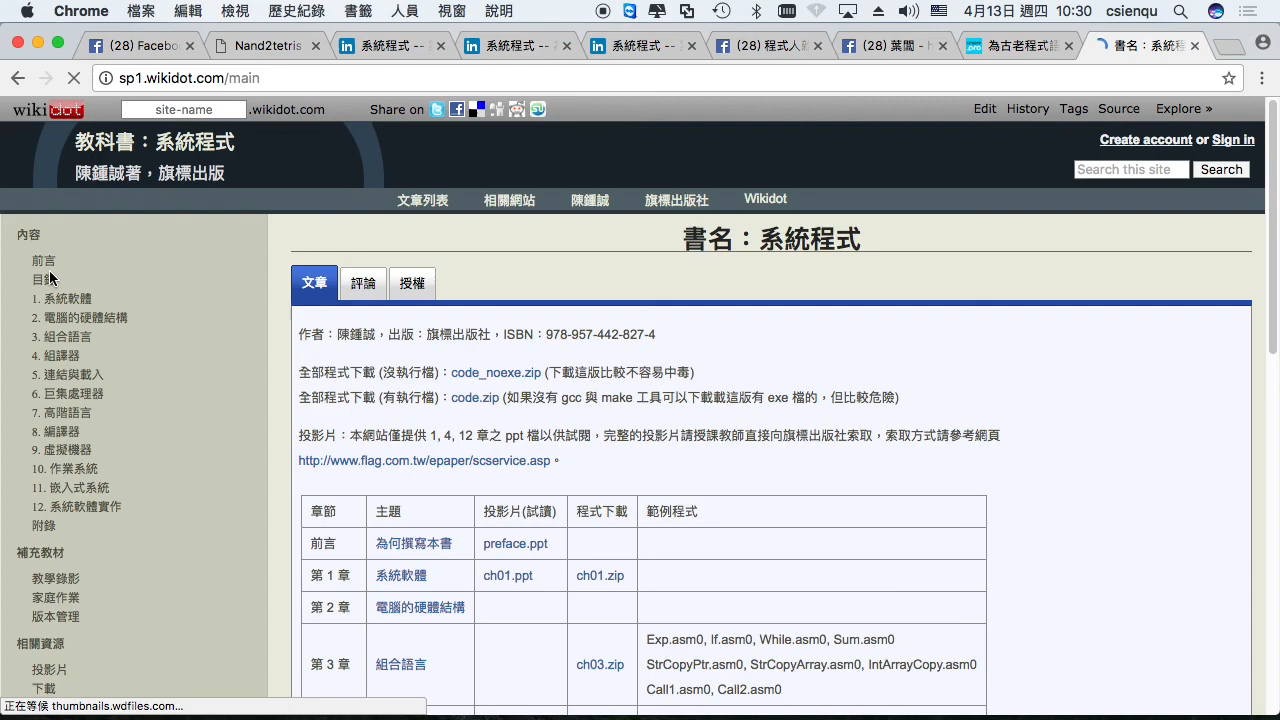 Chrome 檔案 編輯 檢視 歷史紀錄 書籤 人員 視窗 說明 4月13日 週四 10:30 csienqu
(28) Facebo Nandzetris 系統程式 -- 系統程式 -- 系統程式 -- (28) 程式人 (28) 葉闆 - h 為古老程式語 書名：系統程
sp1.wikidot.com/main
wikidot site-name .wikidot.com Share on Edit History Tags Source Explore »
教科書：系統程式
陳鍾誠著，旗標出版
Create account or Sign in
Search this site Search
文章列表 相關網站 陳鍾誠 旗標出版社 Wikidot
內容
前言
目錄
1. 系統軟體
2. 電腦的硬體結構
3. 組合語言
4. 組譯器
5. 連結與載入
6. 巨集處理器
7. 高階語言
8. 編譯器
9. 虛擬機器
10. 作業系統
11. 嵌入式系統
12. 系統軟體實作
附錄
補充教材
教學錄影
家庭作業
版本管理
相關資源
投影片
下載
正在等候 thumbnails.wdfiles.com...
書名：系統程式
文章 評論 授權
作者：陳鍾誠，出版：旗標出版社，ISBN：978-957-442-827-4
全部程式下載 (沒執行檔)：code_noexe.zip (下載這版比較不容易中毒)
全部程式下載 (有執行檔)：code.zip (如果沒有 gcc 與 make 工具可以下載載這版有 exe 檔的，但比較危險)
投影片：本網站僅提供 1, 4, 12 章之 ppt 檔以供試閱，完整的投影片請授課教師直接向旗標出版社索取，索取方式請參考網頁
http://www.flag.com.tw/epaper/scservice.asp。
章節 主題 投影片(試讀) 程式下載 範例程式
前言 為何撰寫本書 preface.ppt
第 1 章 系統軟體 ch01.ppt ch01.zip
第 2 章 電腦的硬體結構
第 3 章 組合語言 ch03.zip
Exp.asm0, If.asm0, While.asm0, Sum.asm0
StrCopyPtr.asm0, StrCopyArray.asm0, IntArrayCopy.asm0
Call1.asm0, Call2.asm0